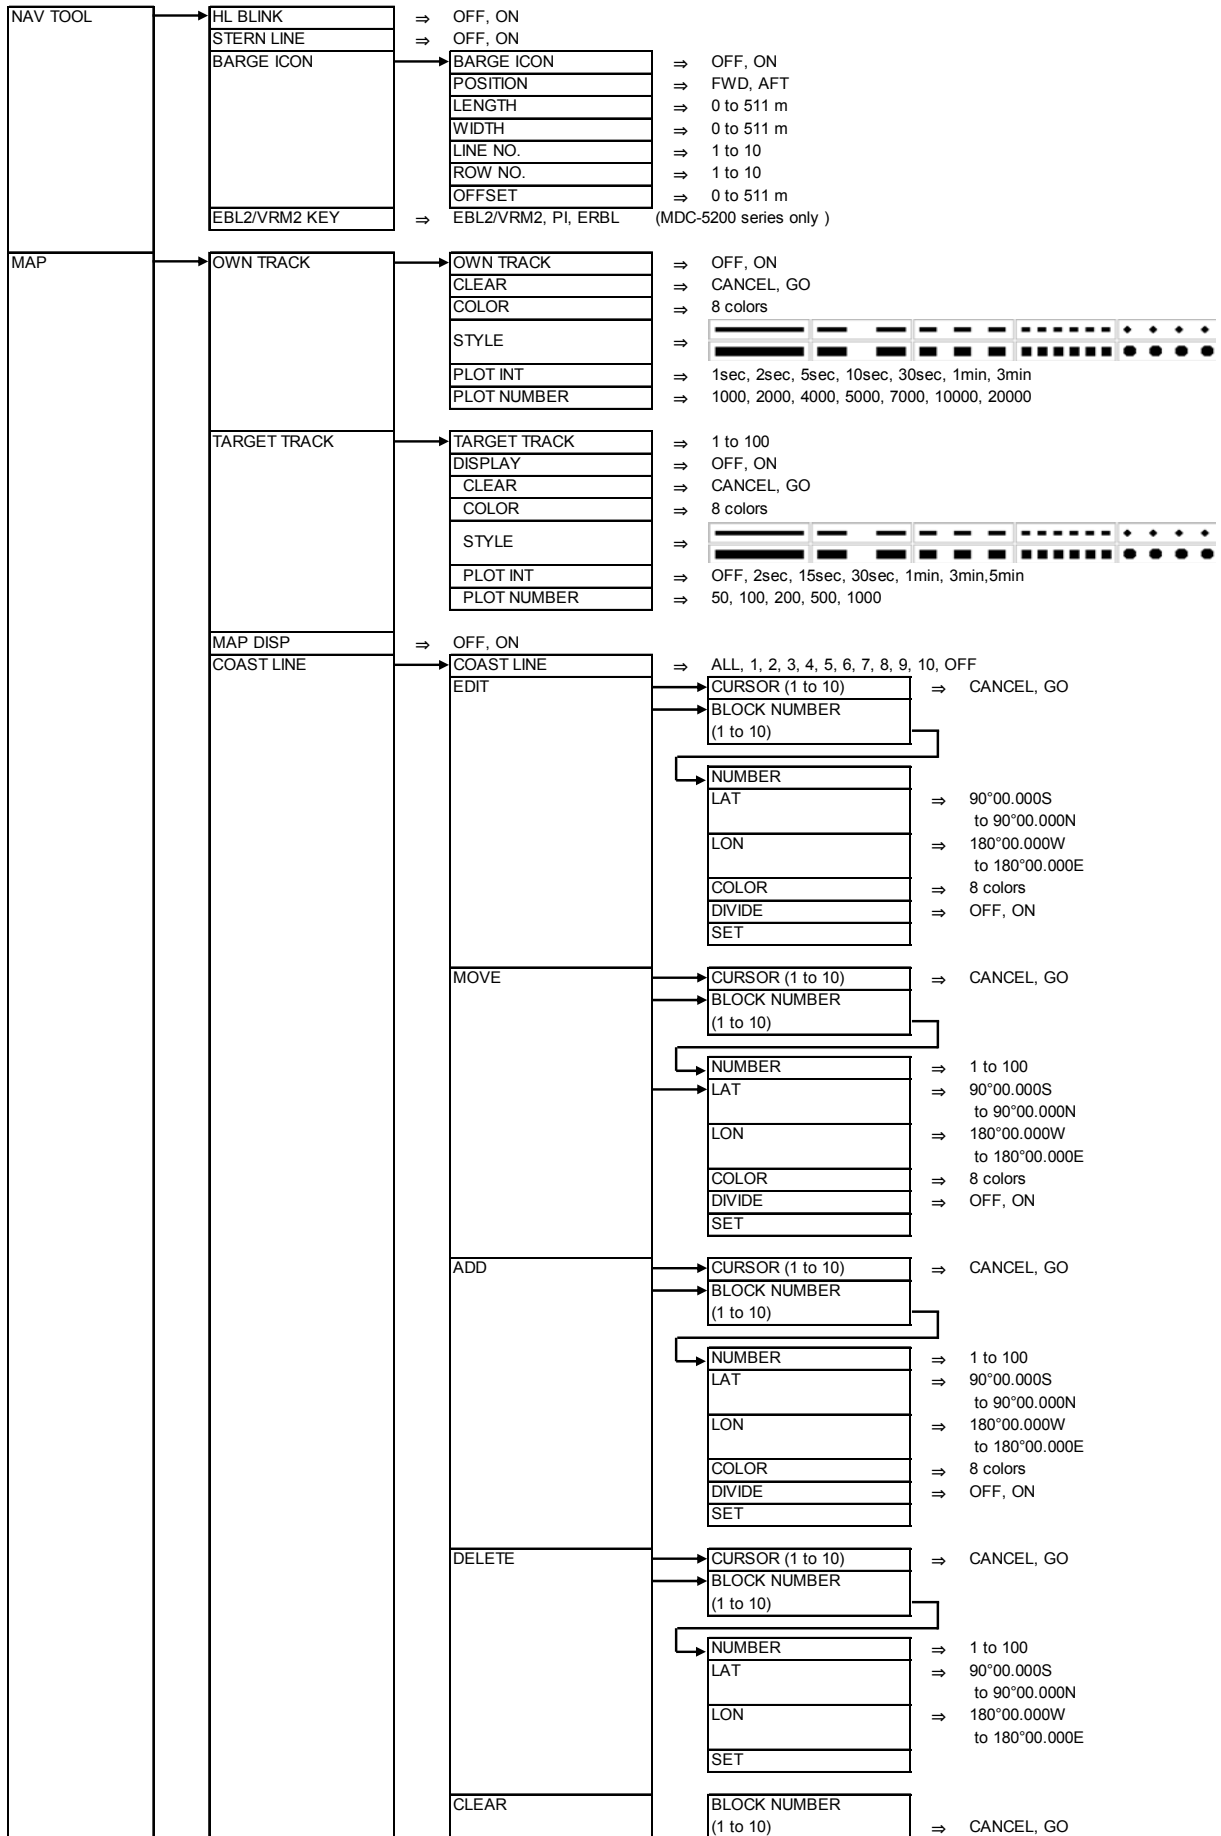 NAV TOOL HL BLINK ⇒ OFF, ON
STERN LINE ⇒ OFF, ON
BARGE ICON BARGE ICON ⇒ OFF, ON
POSITION ⇒ FWD, AFT
LENGTH ⇒ 0 to 511 m
WIDTH ⇒ 0 to 511 m
LINE NO. ⇒ 1 to 10
ROW NO. ⇒ 1 to 10
OFFSET ⇒ 0 to 511 m
EBL2/VRM2 KEY ⇒ EBL2/VRM2, PI, ERBL (MDC-5200 series only )
MAP OWN TRACK OWN TRACK ⇒ OFF, ON
CLEAR ⇒ CANCEL, GO
COLOR ⇒ 8 colors
STYLE ⇒
PLOT INT ⇒ 1sec, 2sec, 5sec, 10sec, 30sec, 1min, 3min
PLOT NUMBER ⇒ 1000, 2000, 4000, 5000, 7000, 10000, 20000
TARGET TRACK TARGET TRACK ⇒ 1 to 100
DISPLAY ⇒ OFF, ON
CLEAR ⇒ CANCEL, GO
COLOR ⇒ 8 colors
STYLE ⇒
PLOT INT ⇒ OFF, 2sec, 15sec, 30sec, 1min, 3min,5min
PLOT NUMBER ⇒ 50, 100, 200, 500, 1000
MAP DISP ⇒ OFF, ON
COAST LINE COAST LINE ⇒ ALL, 1, 2, 3, 4, 5, 6, 7, 8, 9, 10, OFF
EDIT CURSOR (1 to 10) ⇒ CANCEL, GO
BLOCK NUMBER
(1 to 10)
NUMBER
LAT ⇒ 90°00.000S
to 90°00.000N
LON ⇒ 180°00.000W
to 180°00.000E
COLOR ⇒ 8 colors
DIVIDE ⇒ OFF, ON
SET
MOVE CURSOR (1 to 10) ⇒ CANCEL, GO
BLOCK NUMBER
(1 to 10)
NUMBER ⇒ 1 to 100
LAT ⇒ 90°00.000S
to 90°00.000N
LON ⇒ 180°00.000W
to 180°00.000E
COLOR ⇒ 8 colors
DIVIDE ⇒ OFF, ON
SET
ADD CURSOR (1 to 10) ⇒ CANCEL, GO
BLOCK NUMBER
(1 to 10)
NUMBER ⇒ 1 to 100
LAT ⇒ 90°00.000S
to 90°00.000N
LON ⇒ 180°00.000W
to 180°00.000E
COLOR ⇒ 8 colors
DIVIDE ⇒ OFF, ON
SET
DELETE CURSOR (1 to 10) ⇒ CANCEL, GO
BLOCK NUMBER
(1 to 10)
NUMBER ⇒ 1 to 100
LAT ⇒ 90°00.000S
to 90°00.000N
LON ⇒ 180°00.000W
to 180°00.000E
SET
CLEAR BLOCK NUMBER
(1 to 10) ⇒ CANCEL, GO